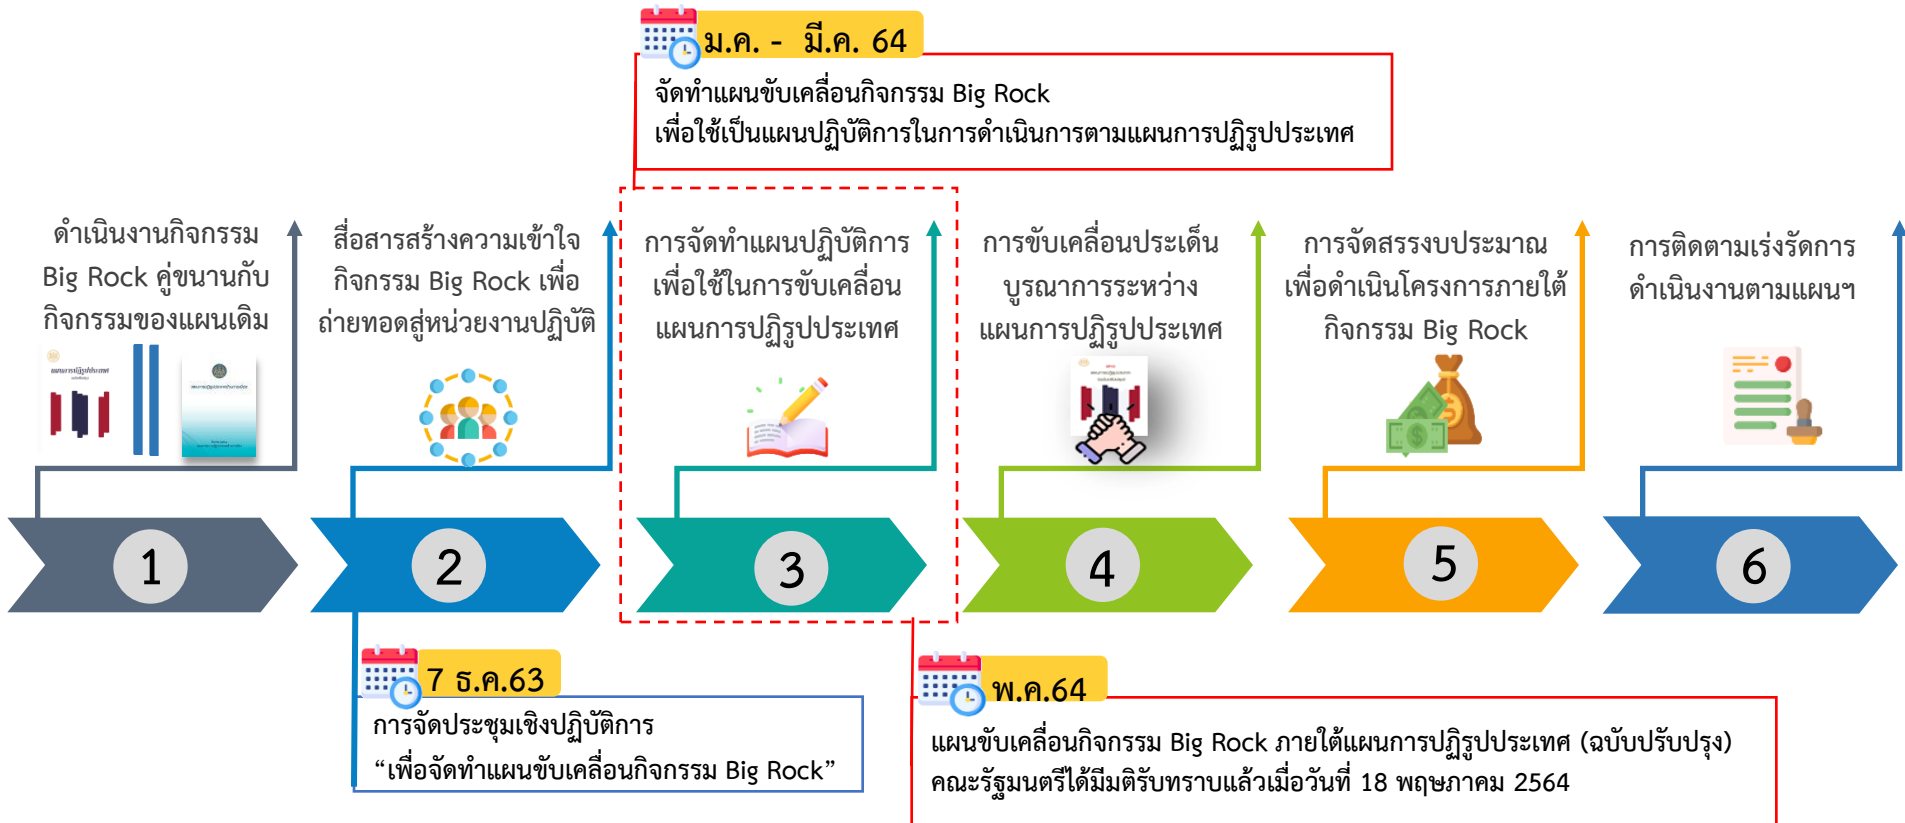 ม.ค. - มี.ค. 64
จัดทำแผนขับเคลื่อนกิจกรรม Big Rock
เพื่อใช้เป็นแผนปฏิบัติการในการดำเนินการตามแผนการปฏิรูปประเทศ
ดำเนินงานกิจกรรม
Big Rock คู่ขนานกับ
กิจกรรมของแผนเดิม
สื่อสารสร้างความเข้าใจ
กิจกรรม Big Rock เพื่อ
ถ่ายทอดสู่หน่วยงานปฏิบัติ
การจัดทำแผนปฏิบัติการ
เพื่อใช้ในการขับเคลื่อน
แผนการปฏิรูปประเทศ
การขับเคลื่อนประเด็น
บูรณาการระหว่าง
แผนการปฏิรูปประเทศ
การจัดสรรงบประมาณ
เพื่อดำเนินโครงการภายใต้
กิจกรรม Big Rock
การติดตามเร่งรัดการ
ดำเนินงานตามแผนฯ
แผนการปฏิรูปประเทศ
1
2
3
4
5
6
7 ธ.ค.63
การจัดประชุมเชิงปฏิบัติการ
“เพื่อจัดทำแผนขับเคลื่อนกิจกรรม Big Rock”
พ.ค.64
แผนขับเคลื่อนกิจกรรม Big Rock ภายใต้แผนการปฏิรูปประเทศ (ฉบับปรับปรุง)
คณะรัฐมนตรีได้มีมติรับทราบแล้วเมื่อวันที่ 18 พฤษภาคม 2564